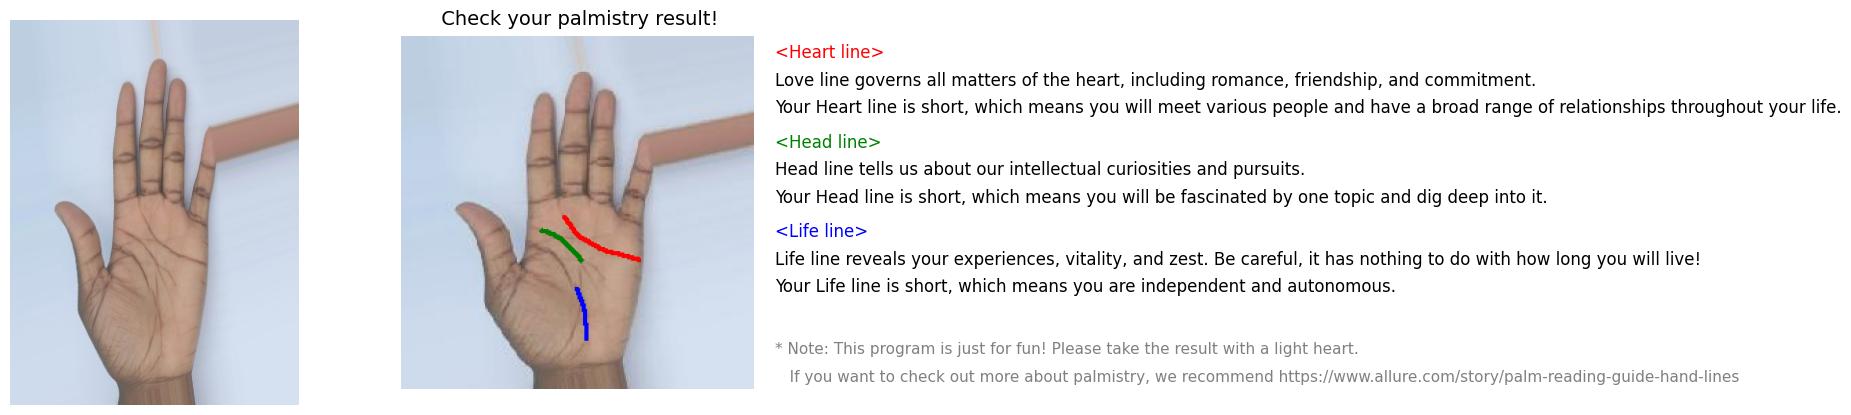 Check your palmistry result!
<Heart line>
Love line governs all matters of the heart, including romance, friendship, and commitment.
Your Heart line is short, which means you will meet various people and have a broad range of relationships throughout your life.
<Head line>
Head line tells us about our intellectual curiosities and pursuits.
Your Head line is short, which means you will be fascinated by one topic and dig deep into it.
<Life line>
Life line reveals your experiences, vitality, and zest. Be careful, it has nothing to do with how long you will live!
Your Life line is short, which means you are independent and autonomous.
* Note: This program is just for fun! Please take the result with a light heart.
If you want to check out more about palmistry, we recommend https://www.allure.com/story/palm-reading-guide-hand-lines